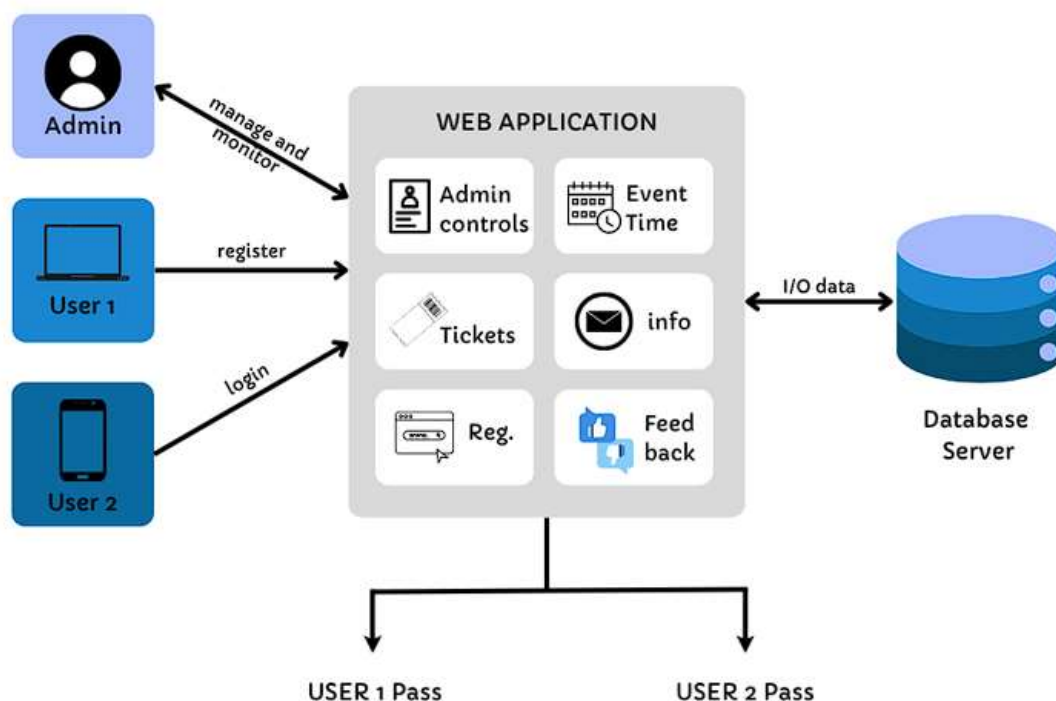 Admin
manage and
monitor
User 1
register
User 2
login
WEB APPLICATION
Admin
controls
Event
Time
Tickets
info
www.
Reg.
Feed
back
I/O data
Database
Server
USER 1 Pass
USER 2 Pass